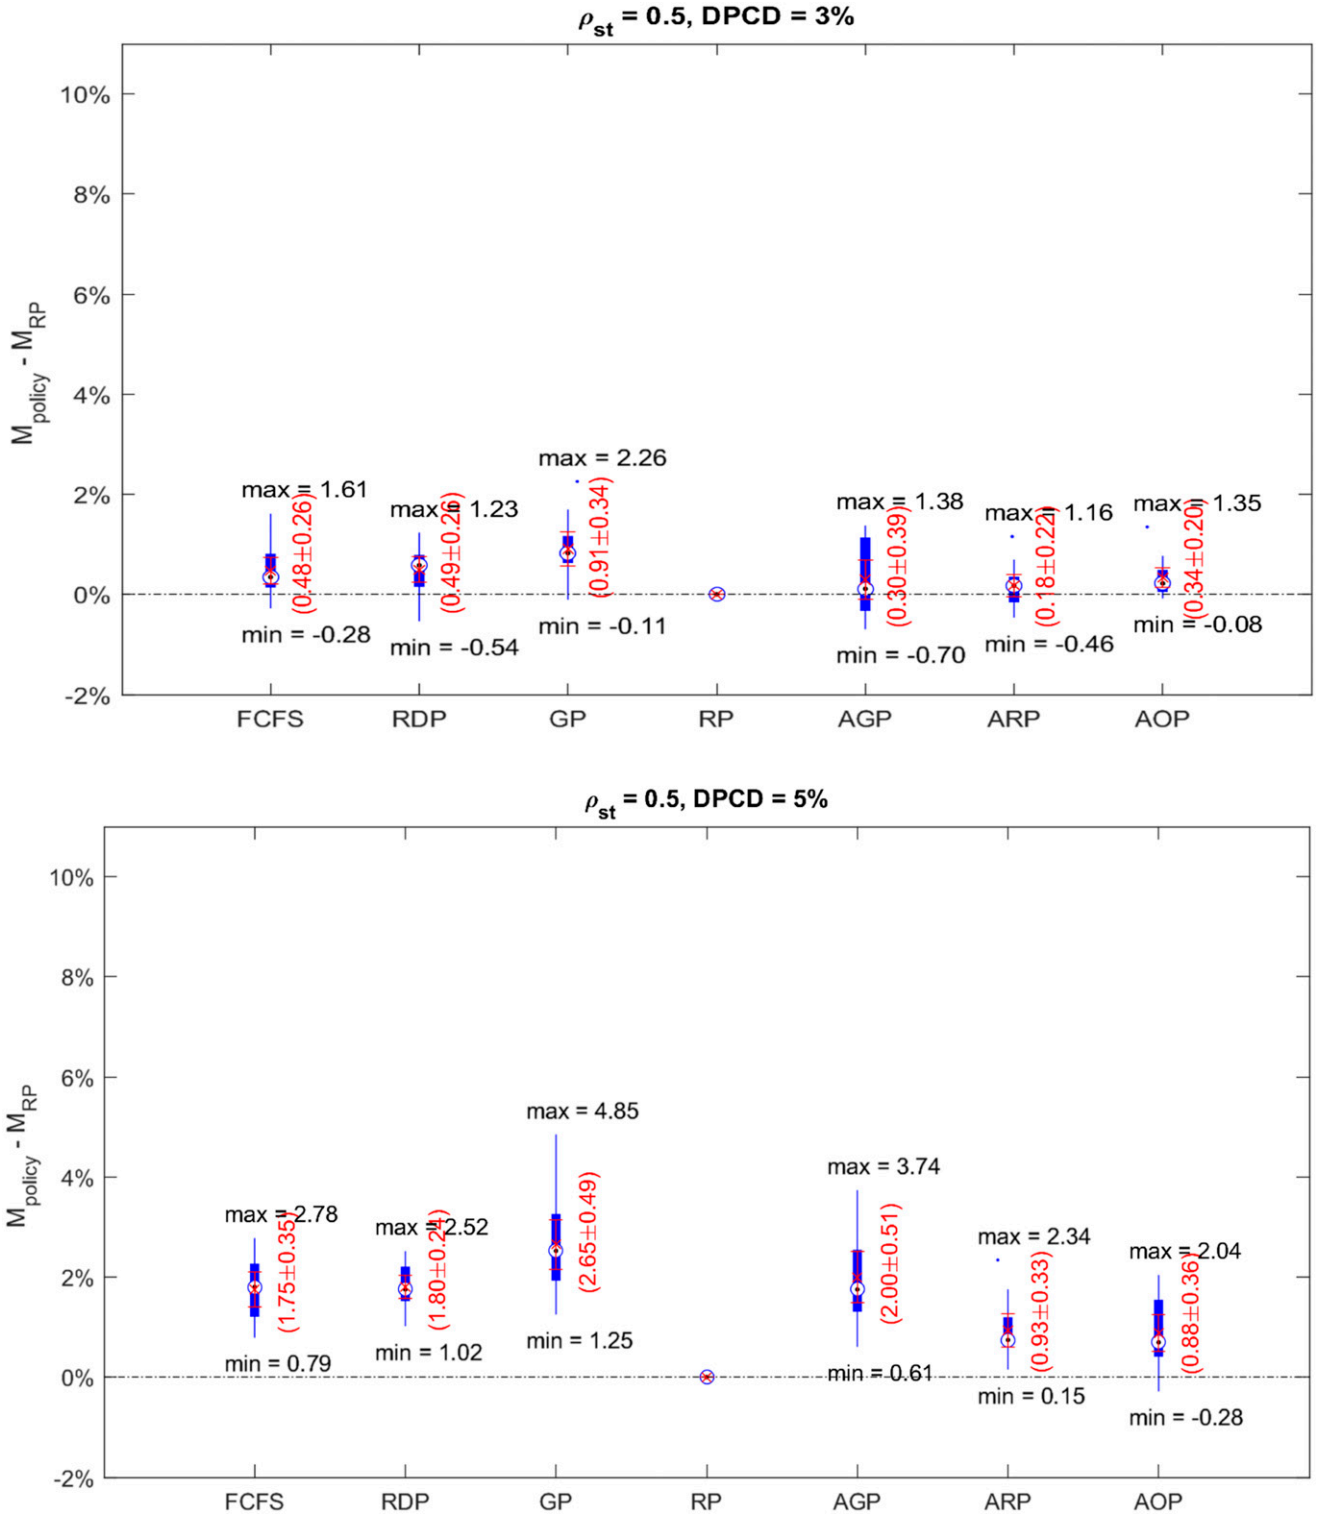 ρst = 0.5, DPCD = 3%
10%
8%
6%
4%
2%
0%
-2%
Mpolicy - MRP
max = 1.61
(0.48±0.26)
min = -0.28
max = 1.23
(0.49±0.26)
min = -0.54
max = 2.26
(0.91±0.34)
min = -0.11
max = 1.38
(0.30±0.39)
min = -0.70
max = 1.16
(0.18±0.22)
min = -0.46
max = 1.35
(0.34±0.20)
min = -0.08
FCFS RDP GP RP AGP ARP AOP
ρst = 0.5, DPCD = 5%
10%
8%
6%
4%
2%
0%
-2%
Mpolicy - MRP
max = 2.78
(1.75±0.35)
min = 0.79
max = 2.52
(1.80±0.24)
min = 1.02
max = 4.85
(2.65±0.49)
min = 1.25
max = 3.74
(2.00±0.51)
min = 0.61
max = 2.34
(0.93±0.33)
min = 0.15
max = 2.04
(0.88±0.36)
min = -0.28
FCFS RDP GP RP AGP ARP AOP